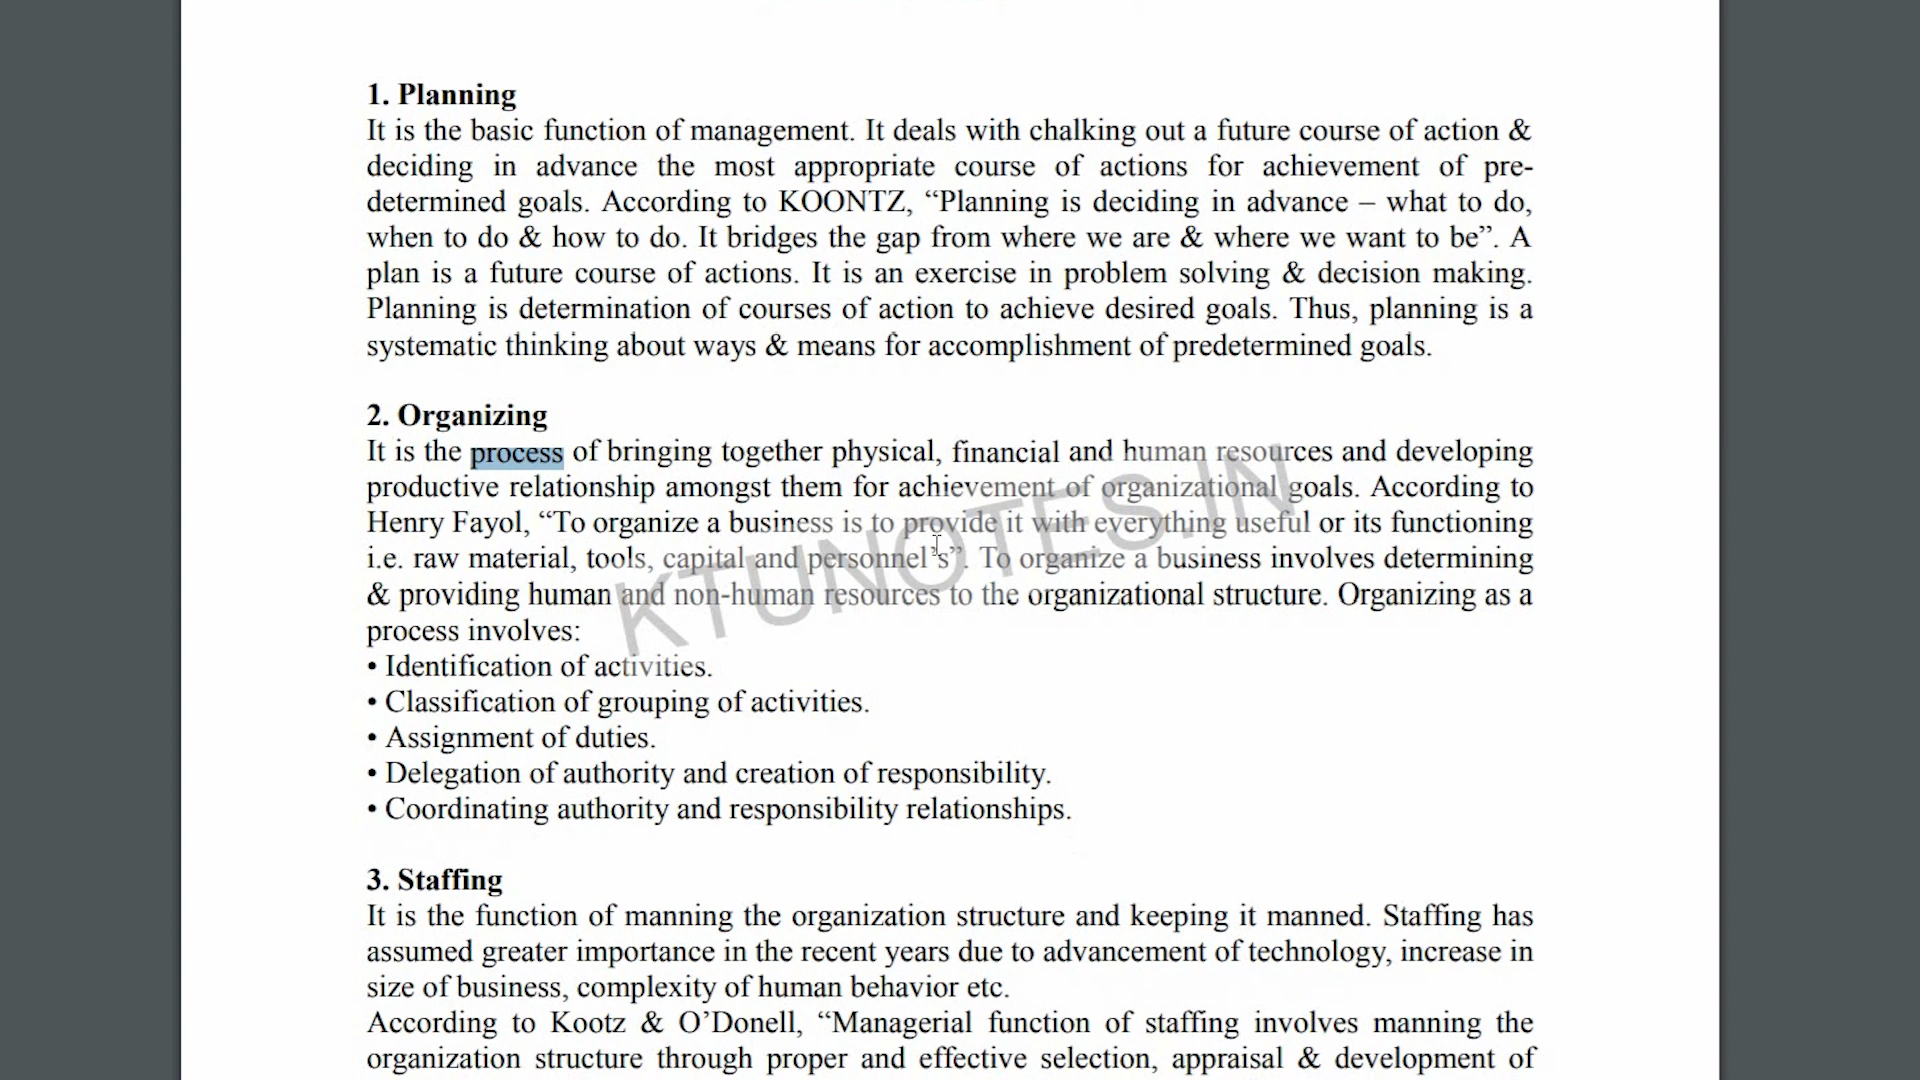 1. Planning
It is the basic function of management. It deals with chalking out a future course of action &
deciding in advance the most appropriate course of actions for achievement of pre-
determined goals. According to KOONTZ, “Planning is deciding in advance – what to do,
when to do & how to do. It bridges the gap from where we are & where we want to be”. A
plan is a future course of actions. It is an exercise in problem solving & decision making.
Planning is determination of courses of action to achieve desired goals. Thus, planning is a
systematic thinking about ways & means for accomplishment of predetermined goals.
2. Organizing
It is the process of bringing together physical, financial and human resources and developing
productive relationship amongst them for achievement of organizational goals. According to
Henry Fayol, “To organize a business is to provide it with everything useful or its functioning
i.e. raw material, tools, capital and personnel’s”. To organize a business involves determining
& providing human and non-human resources to the organizational structure. Organizing as a
process involves:
• Identification of activities.
• Classification of grouping of activities.
• Assignment of duties.
• Delegation of authority and creation of responsibility.
• Coordinating authority and responsibility relationships.
KTUNOTES.IN
3. Staffing
It is the function of manning the organization structure and keeping it manned. Staffing has
assumed greater importance in the recent years due to advancement of technology, increase in
size of business, complexity of human behavior etc.
According to Kootz & O’Donell, “Managerial function of staffing involves manning the
organization structure through proper and effective selection, appraisal & development of